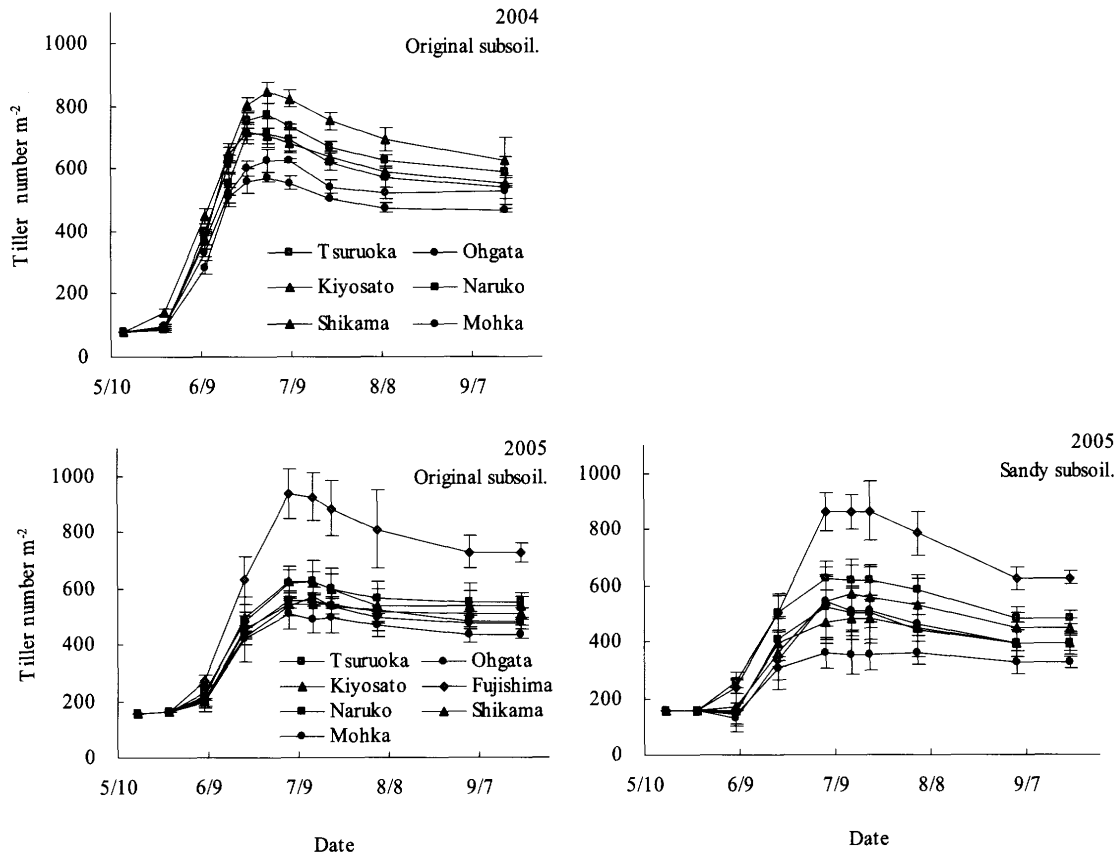 2004
Original subsoil.
Tiller number m-2
1000
800
600
400
200
0
Tsuruoka Ohgata
Kiyosato Naruko
Shikama Mohka
5/10 6/9 7/9 8/8 9/7
2005
Original subsoil.
Tiller number m-2
1000
800
600
400
200
0
Tsuruoka Ohgata
Kiyosato Fujishima
Naruko Shikama
Mohka
5/10 6/9 7/9 8/8 9/7
Date
2005
Sandy subsoil.
1000
800
600
400
200
0
5/10 6/9 7/9 8/8 9/7
Date